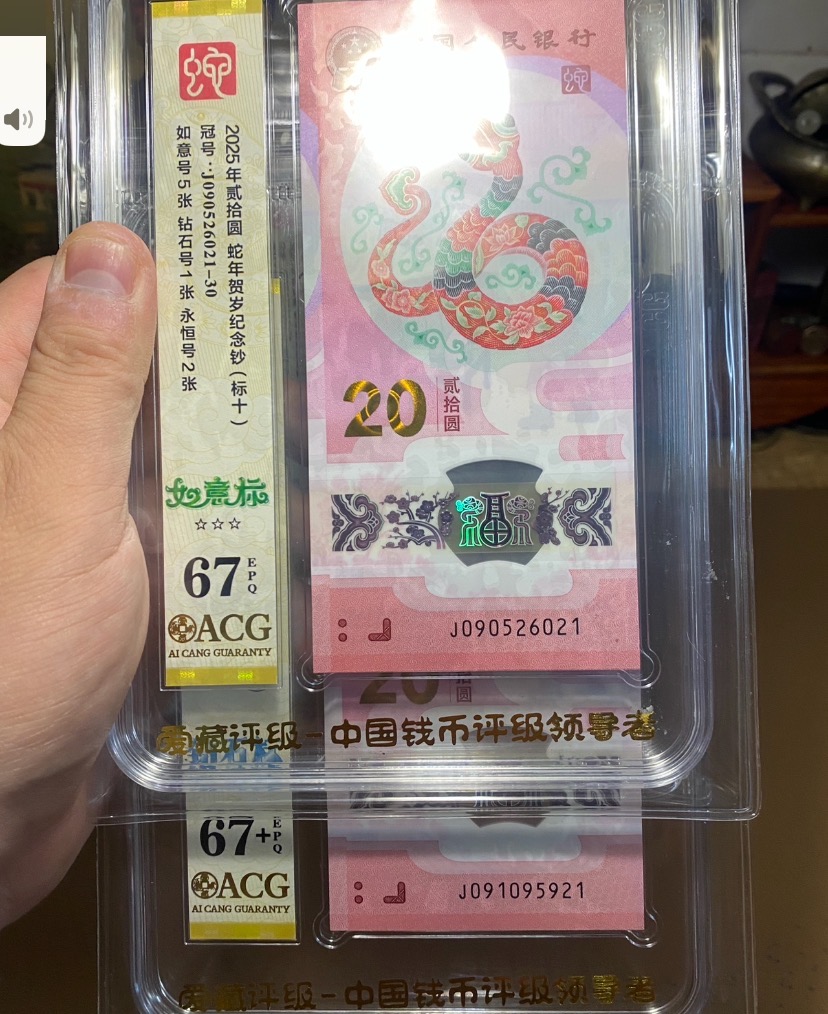 蛇
2025年贰拾圆 蛇年贺岁纪念钞(标十)
冠号:J090526021-30
如意号5张 钻石号1张 永恒号2张
如意标
☆☆☆
67 EPQ
ACG
AI CANG GUARANTY
国人民银行
蛇
20 贰拾圆
福
J090526021
爱藏评级-中国钱币评级领导者
20 拾圆
67+ EPQ
ACG
AI CANG GUARANTY
J091095921
爱藏评级-中国钱币评级领导者